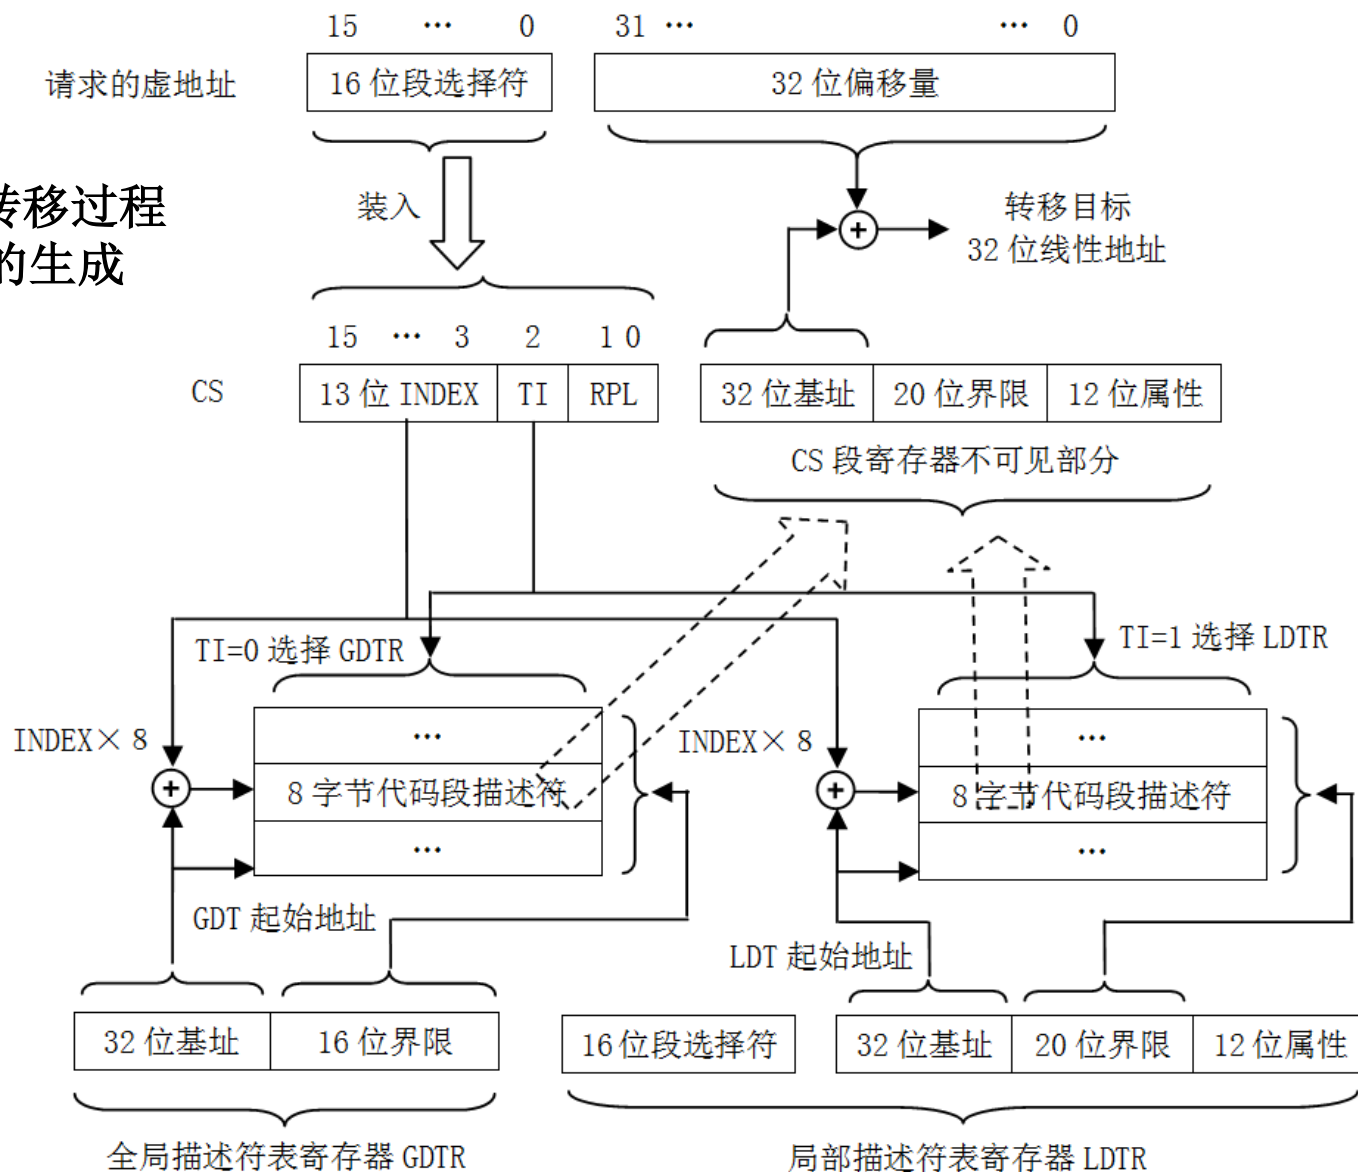 15 … 0
31 … … 0
请求的虚地址
16 位段选择符
32 位偏移量
转移过程
的生成
装入
转移目标
32 位线性地址
15 … 3 2 1 0
CS
13 位 INDEX
TI
RPL
32 位基址
20 位界限
12 位属性
CS 段寄存器不可见部分
TI=0 选择 GDTR
TI=1 选择 LDTR
INDEX× 8
…
8 字节代码段描述符
…
INDEX× 8
…
8 字节代码段描述符
…
GDT 起始地址
LDT 起始地址
32 位基址
16 位界限
16 位段选择符
32 位基址
20 位界限
12 位属性
全局描述符表寄存器 GDTR
局部描述符表寄存器 LDTR